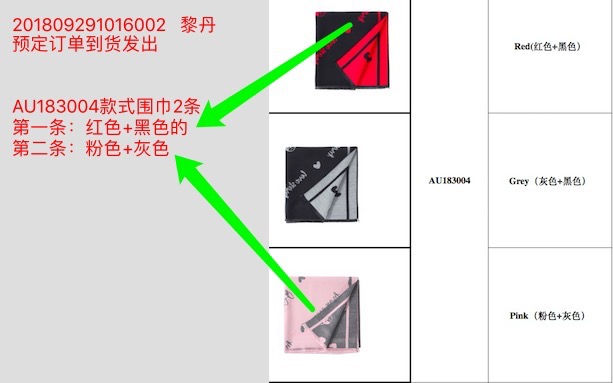 201809291016002 黎丹
预定订单到货发出
AU183004款式围巾2条
第一条：红色+黑色的
第二条：粉色+灰色
Red(红色+黑色）
AU183004
Grey（灰色+黑色）
Pink（粉色+灰色）